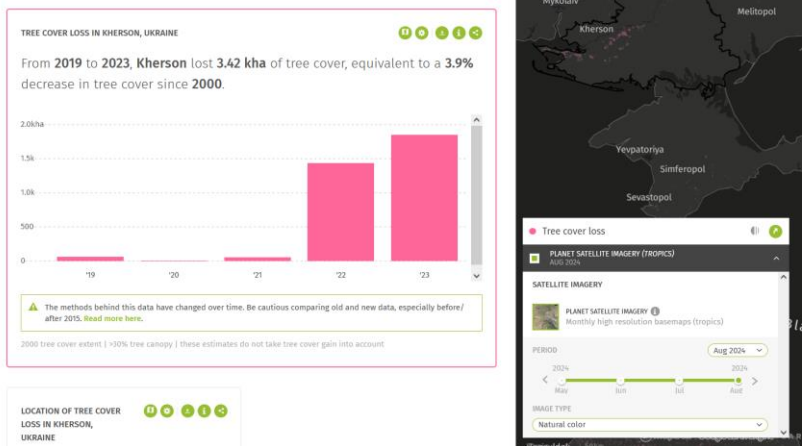 TREE COVER LOSS IN KHERSON, UKRAINE
From 2019 to 2023, Kherson lost 3.42 kha of tree cover, equivalent to a 3.9%
decrease in tree cover since 2000.
2.0kha
1.5k
1.0k
500
0
'19 '20 '21 '22 '23
The methods behind this data have changed over time. Be cautious comparing old and new data, especially before/
after 2015. Read more here.
2000 tree cover extent | >30% tree canopy | these estimates do not take tree cover gain into account
LOCATION OF TREE COVER
LOSS IN KHERSON,
UKRAINE
Mykolaiv
Melitopol
Kherson
Yevpatoriya
Simferopol
Sevastopol
Tree cover loss
PLANET SATELLITE IMAGERY (TROPICS)
AUG 2024
SATELLITE IMAGERY
PLANET SATELLITE IMAGERY
Monthly high resolution basemaps (tropics)
PERIOD
Aug 2024
2024 2024
May Jun Jul Aug
IMAGE TYPE
Natural color